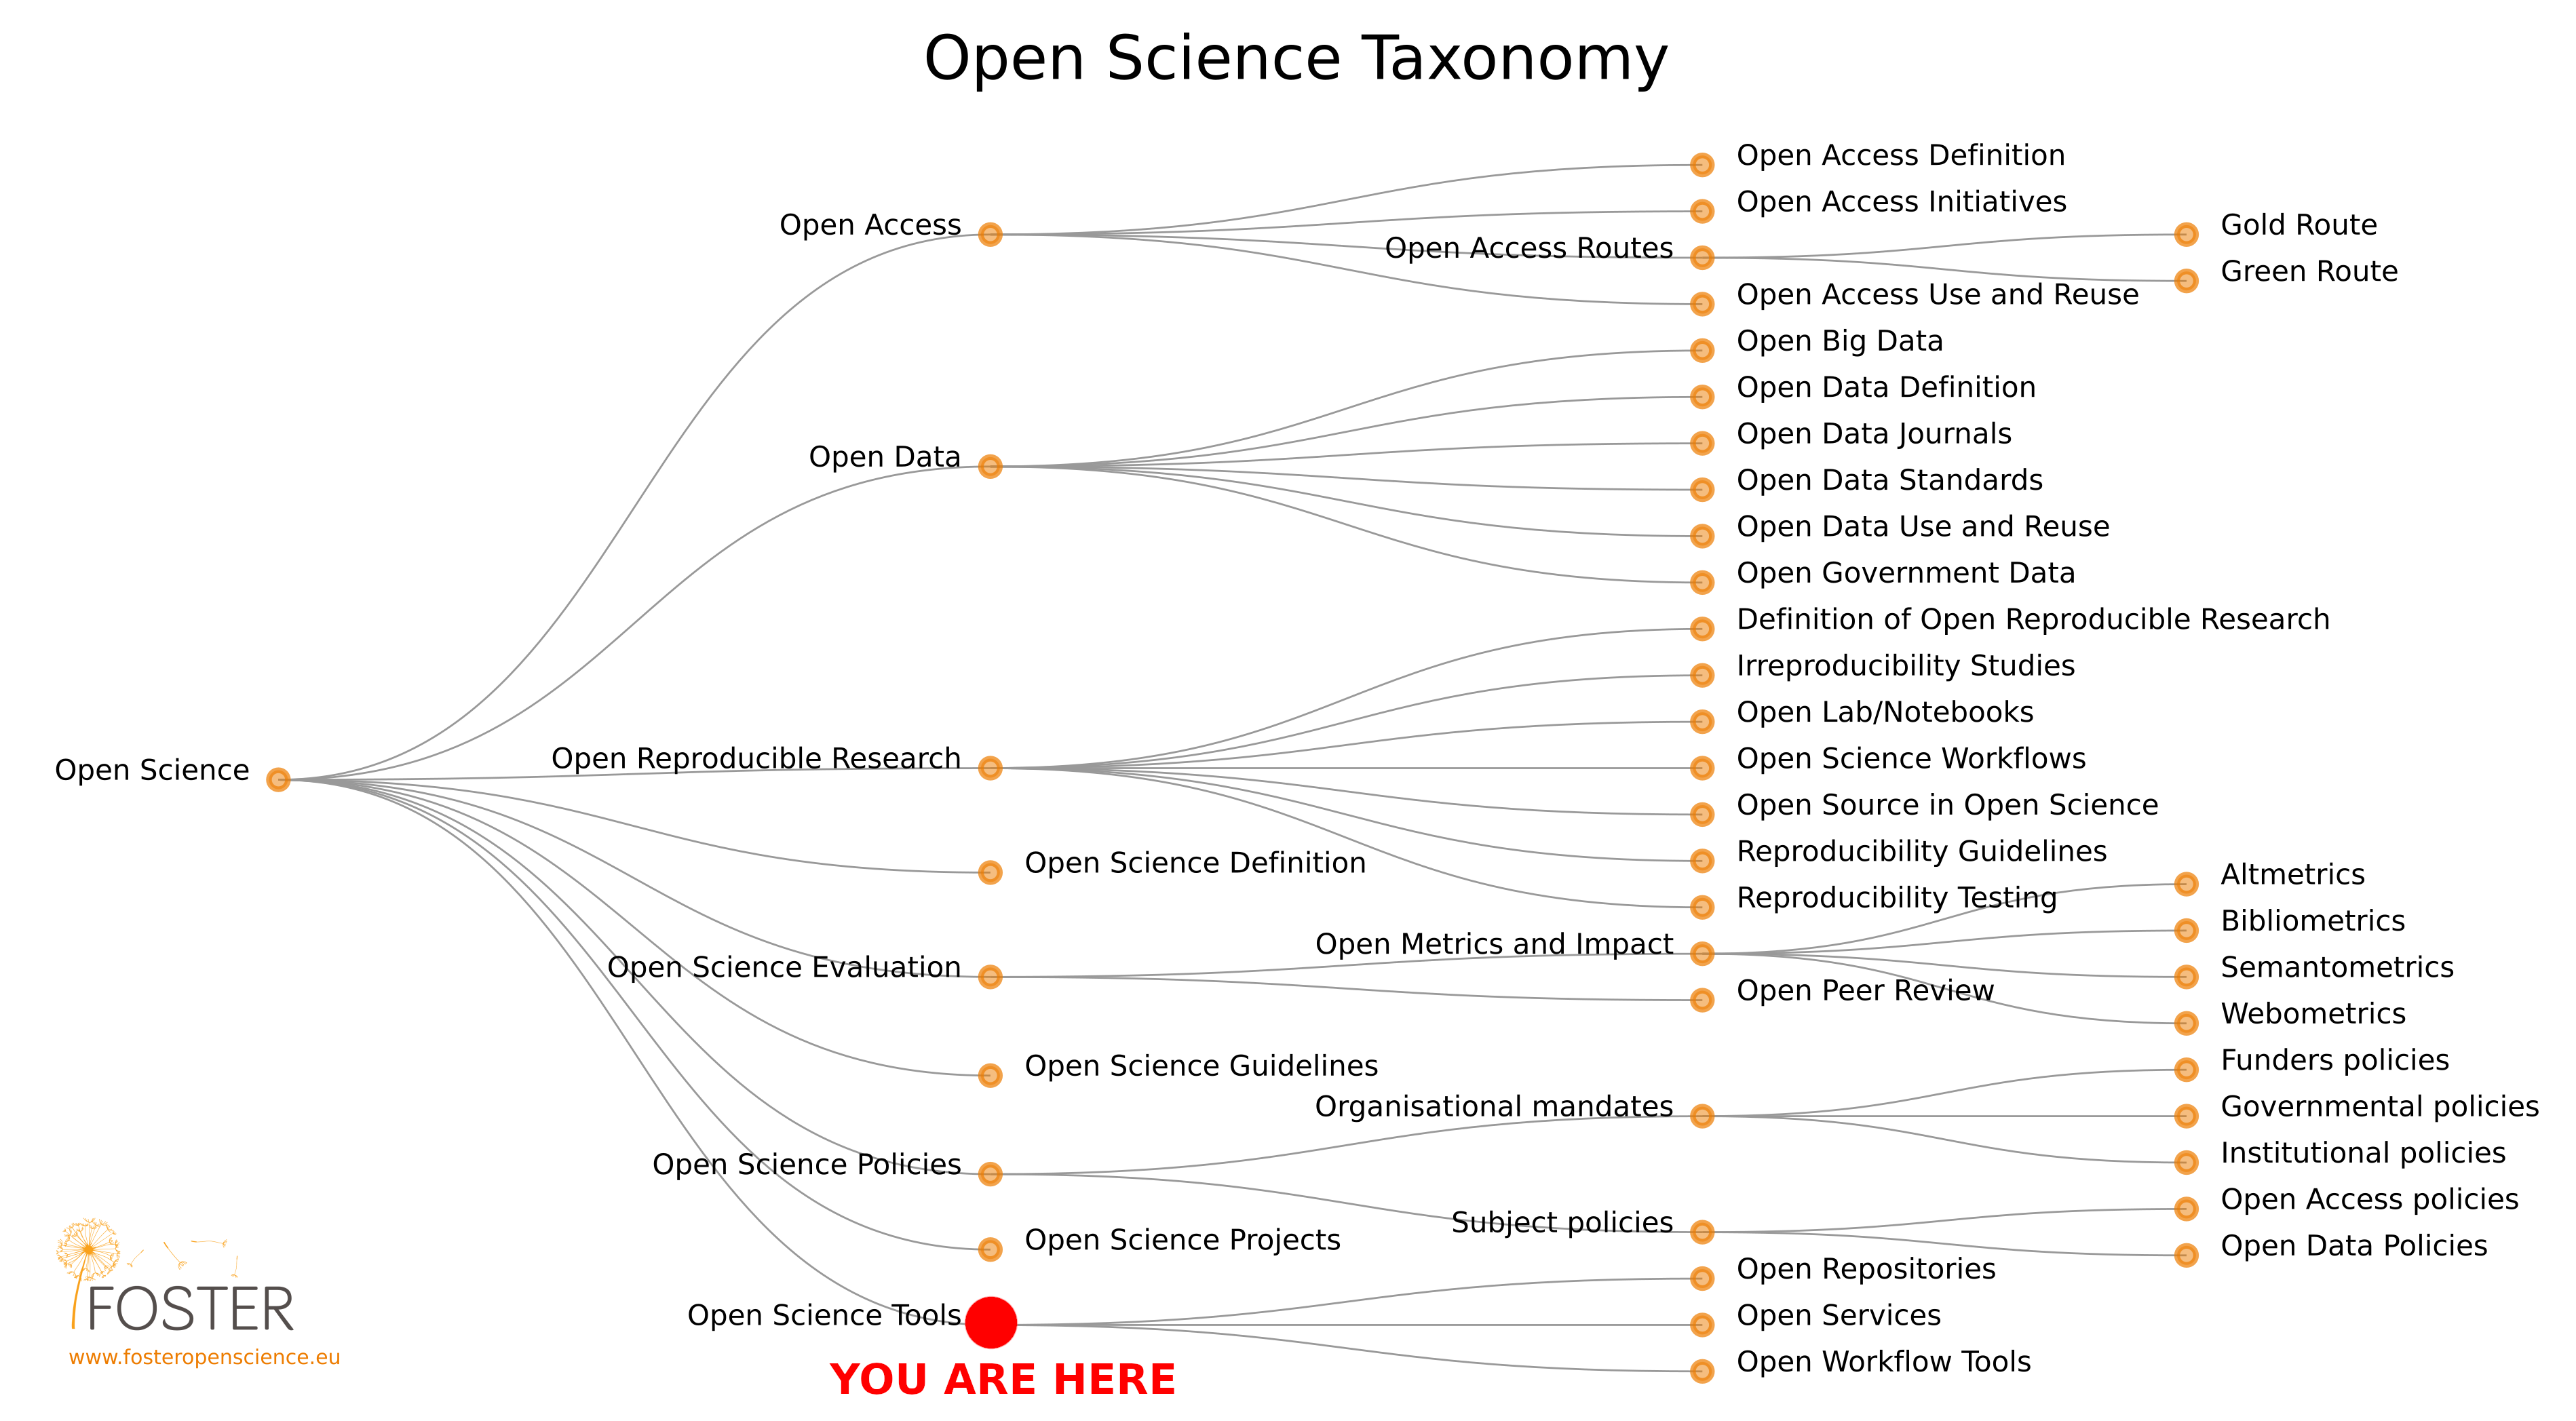 Open Science Taxonomy
Open Access Definition
Open Access Initiatives
Open Access
Gold Route
Open Access Routes
Green Route
Open Access Use and Reuse
Open Big Data
Open Data Definition
Open Data Journals
Open Data
Open Data Standards
Open Data Use and Reuse
Open Government Data
Definition of Open Reproducible Research
Irreproducibility Studies
Open Lab/Notebooks
Open Reproducible Research
Open Science Workflows
Open Science
Open Source in Open Science
Reproducibility Guidelines
Open Science Definition
Altmetrics
Reproducibility Testing
Bibliometrics
Open Metrics and Impact
Open Science Evaluation
Semantometrics
Open Peer Review
Webometrics
Funders policies
Open Science Guidelines
Organisational mandates
Governmental policies
Institutional policies
Open Science Policies
Open Access policies
Subject policies
Open Science Projects
Open Data Policies
Open Repositories
FOSTER
Open Science Tools
Open Services
www.fosteropenscience.eu
Open Workflow Tools
YOU ARE HERE